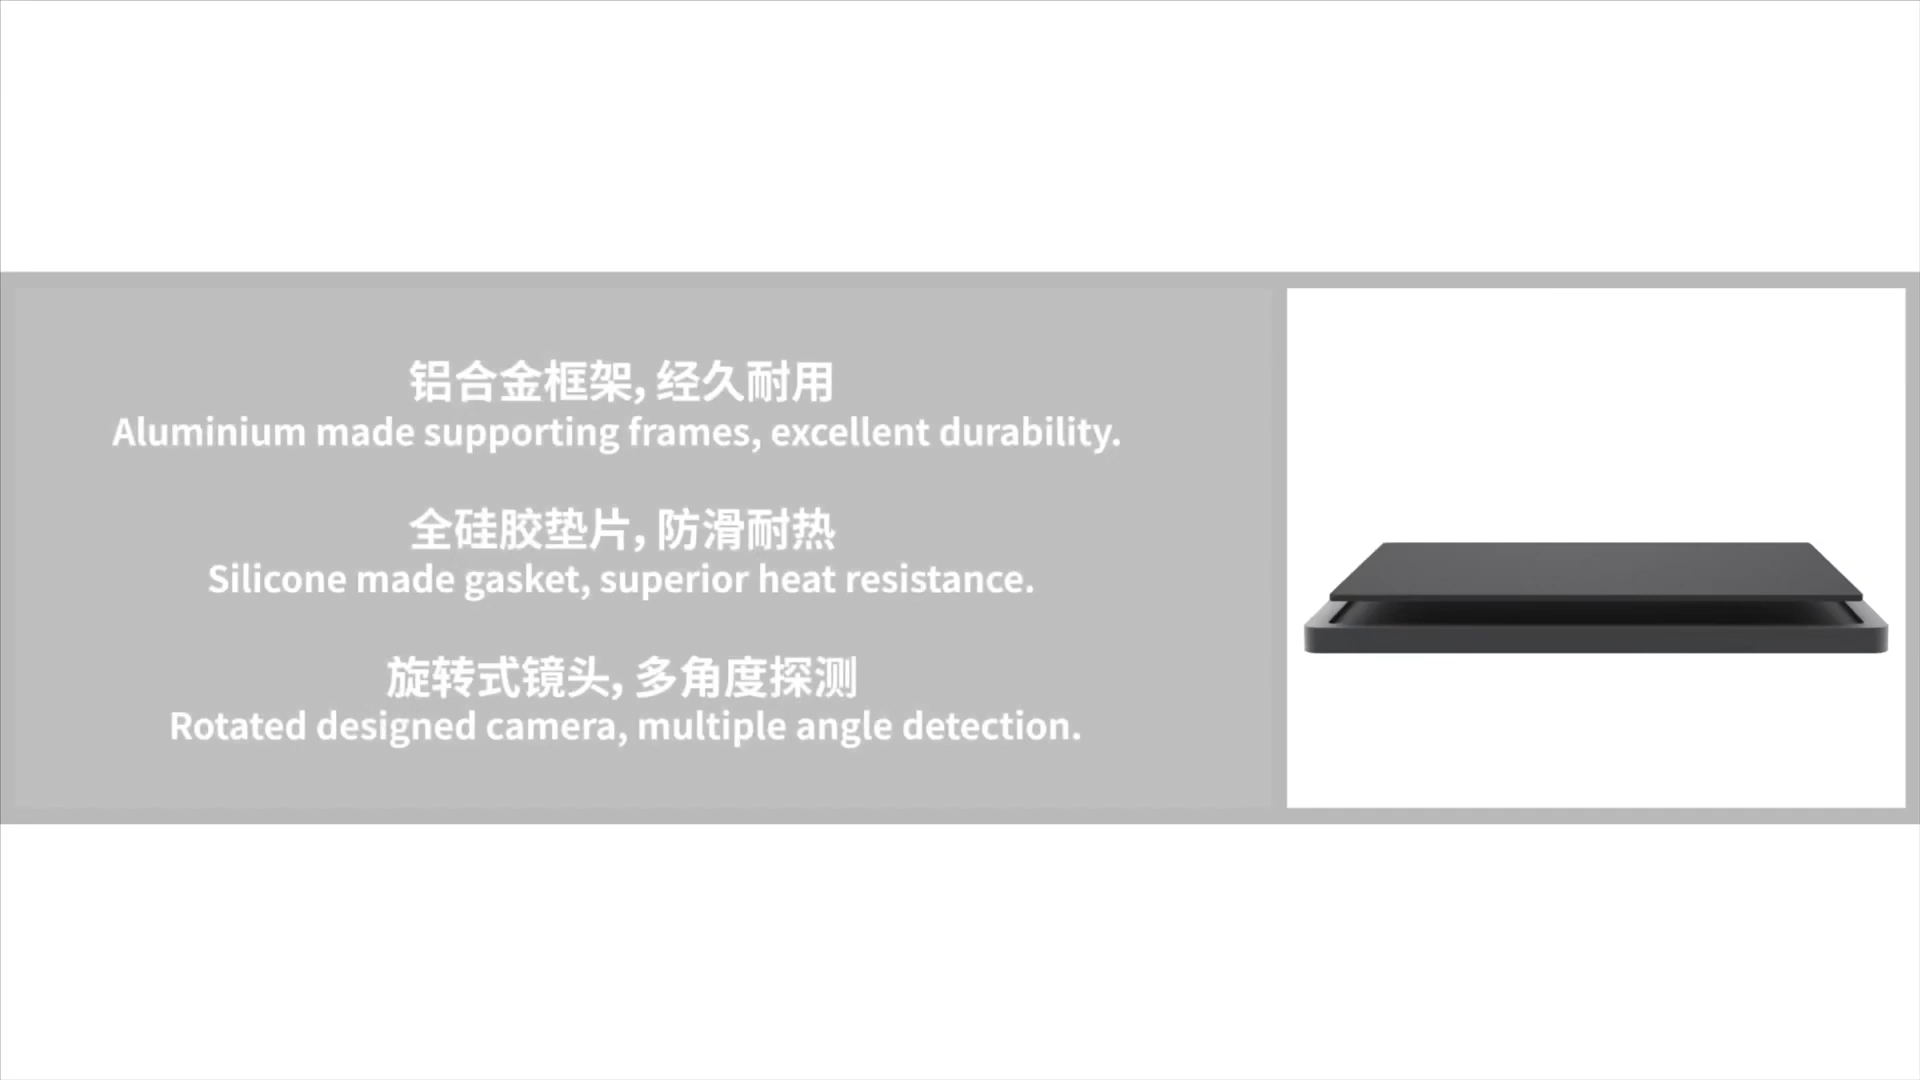 铝合金框架, 经久耐用
Aluminium made supporting frames, excellent durability.
全硅胶垫片, 防滑耐热
Silicone made gasket, superior heat resistance.
旋转式镜头, 多角度探测
Rotated designed camera, multiple angle detection.